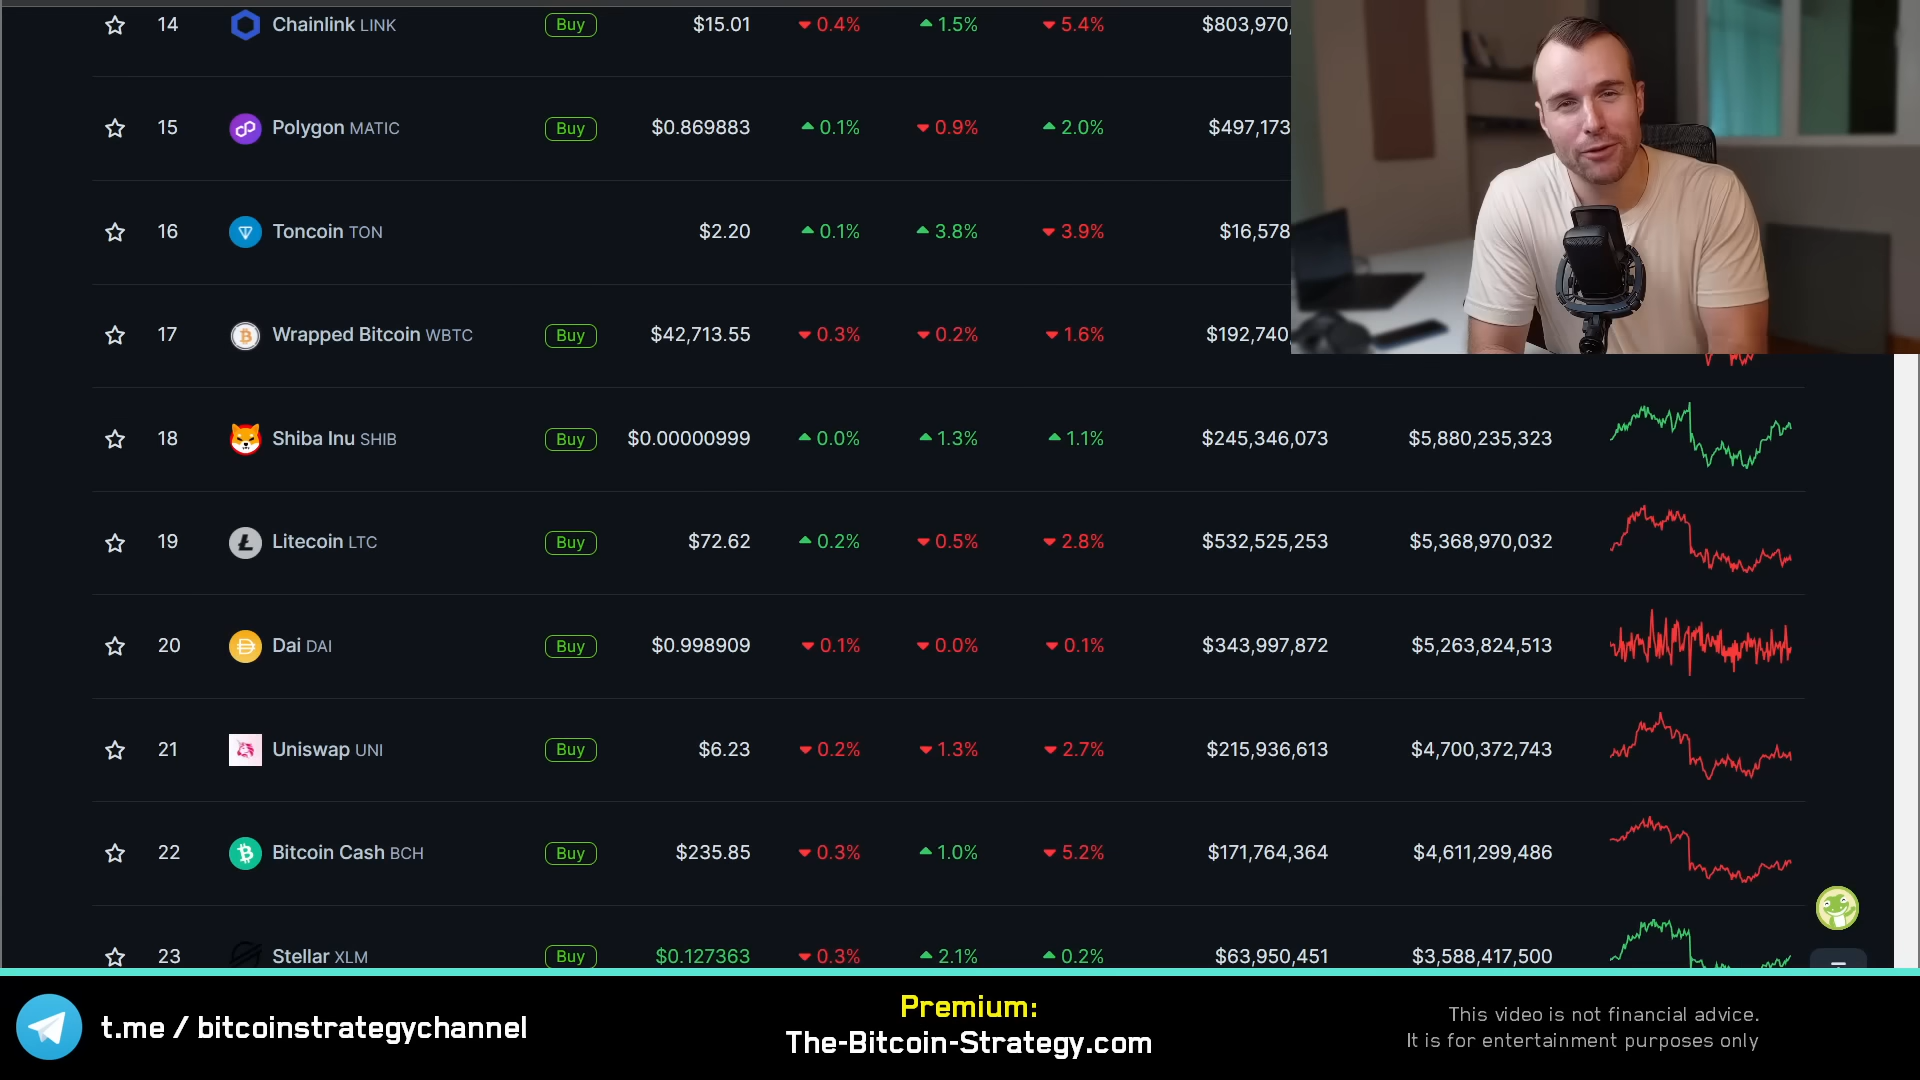 14 Chainlink LINK Buy $15.01 0.4% 1.5% 5.4% $803,970,
15 Polygon MATIC Buy $0.869883 0.1% 0.9% 2.0% $497,173
16 Toncoin TON Buy $2.20 0.1% 3.8% 3.9% $16,578
17 Wrapped Bitcoin WBTC Buy $42,713.55 0.3% 0.2% 1.6% $192,740,
18 Shiba Inu SHIB Buy $0.00000999 0.0% 1.3% 1.1% $245,346,073 $5,880,235,323
19 Litecoin LTC Buy $72.62 0.2% 0.5% 2.8% $532,525,253 $5,368,970,032
20 Dai DAI Buy $0.998909 0.1% 0.0% 0.1% $343,997,872 $5,263,824,513
21 Uniswap UNI Buy $6.23 0.2% 1.3% 2.7% $215,936,613 $4,700,372,743
22 Bitcoin Cash BCH Buy $235.85 0.3% 1.0% 5.2% $171,764,364 $4,611,299,486
23 Stellar XLM Buy $0.127363 0.3% 2.1% 0.2% $63,950,451 $3,588,417,500
t.me / bitcoinstrategychannel
Premium:
The-Bitcoin-Strategy.com
This video is not financial advice.
It is for entertainment purposes only